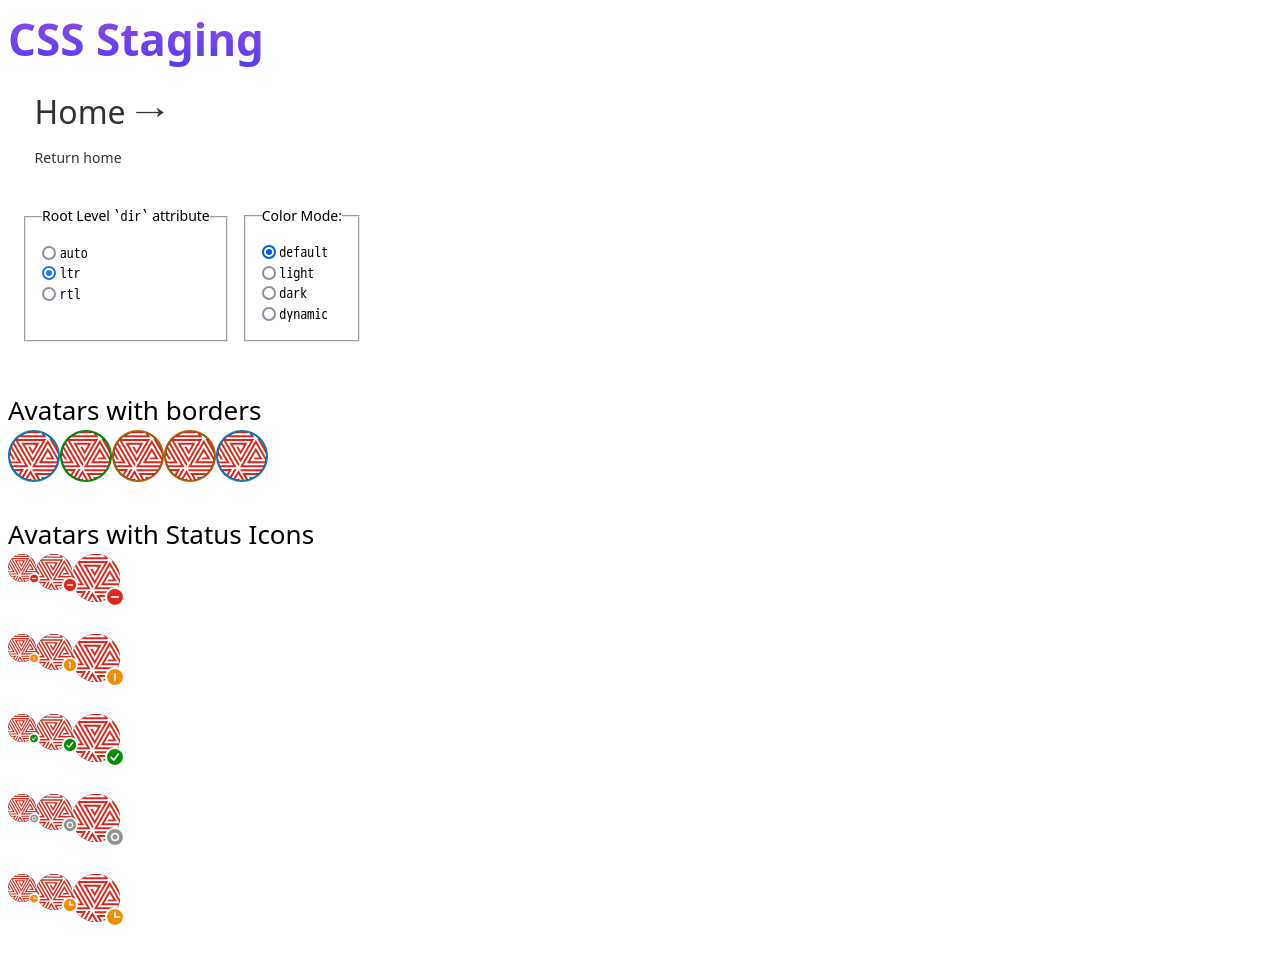 CSS Staging
Home →
Return home
Root Level `dir` attribute
auto
ltr
rtl
Color Mode:
default
light
dark
dynamic
Avatars with borders
Avatars with Status Icons